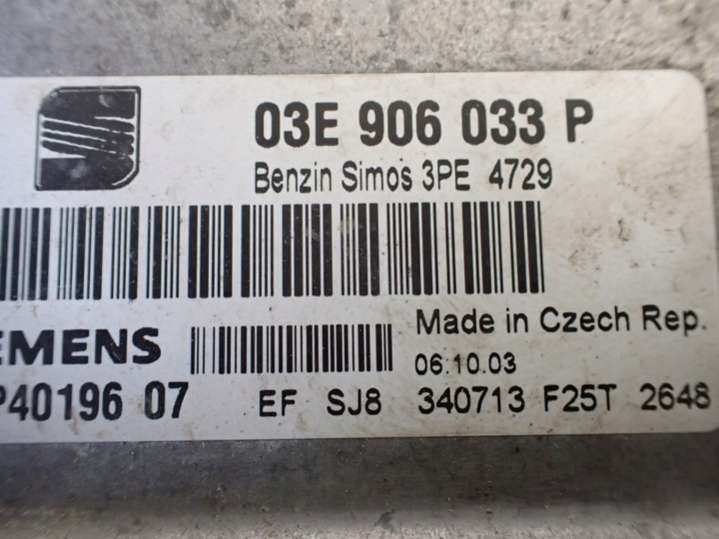 03E 906 033 P
Benzin Simos 3PE 4729
EMENS
Made in Czech Rep.
06.10.03
P40196 07 EF SJ8 340713 F25T 2648